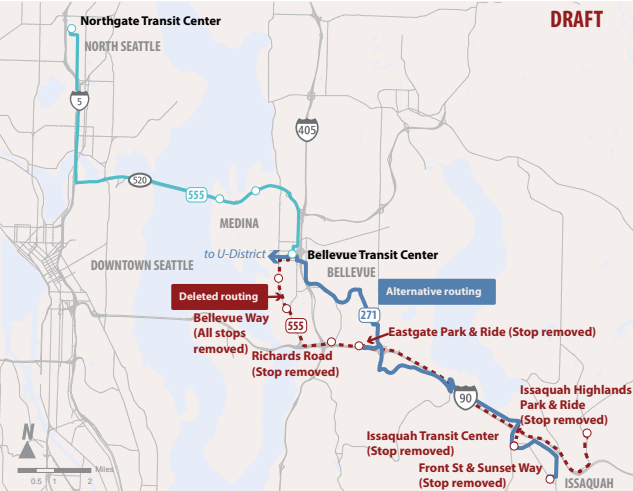 DRAFT
Northgate Transit Center
NORTH SEATTLE
5
405
520
555
MEDINA
to U-District
Bellevue Transit Center
DOWNTOWN SEATTLE
BELLEVUE
Deleted routing
Alternative routing
Bellevue Way
(All stops
removed)
271
555
Eastgate Park & Ride (Stop removed)
Richards Road
(Stop removed)
90
Issaquah Highlands
Park & Ride
(Stop removed)
Issaquah Transit Center
(Stop removed)
Front St & Sunset Way
(Stop removed)
ISSAQUAH
N
Miles
0.5 1 2